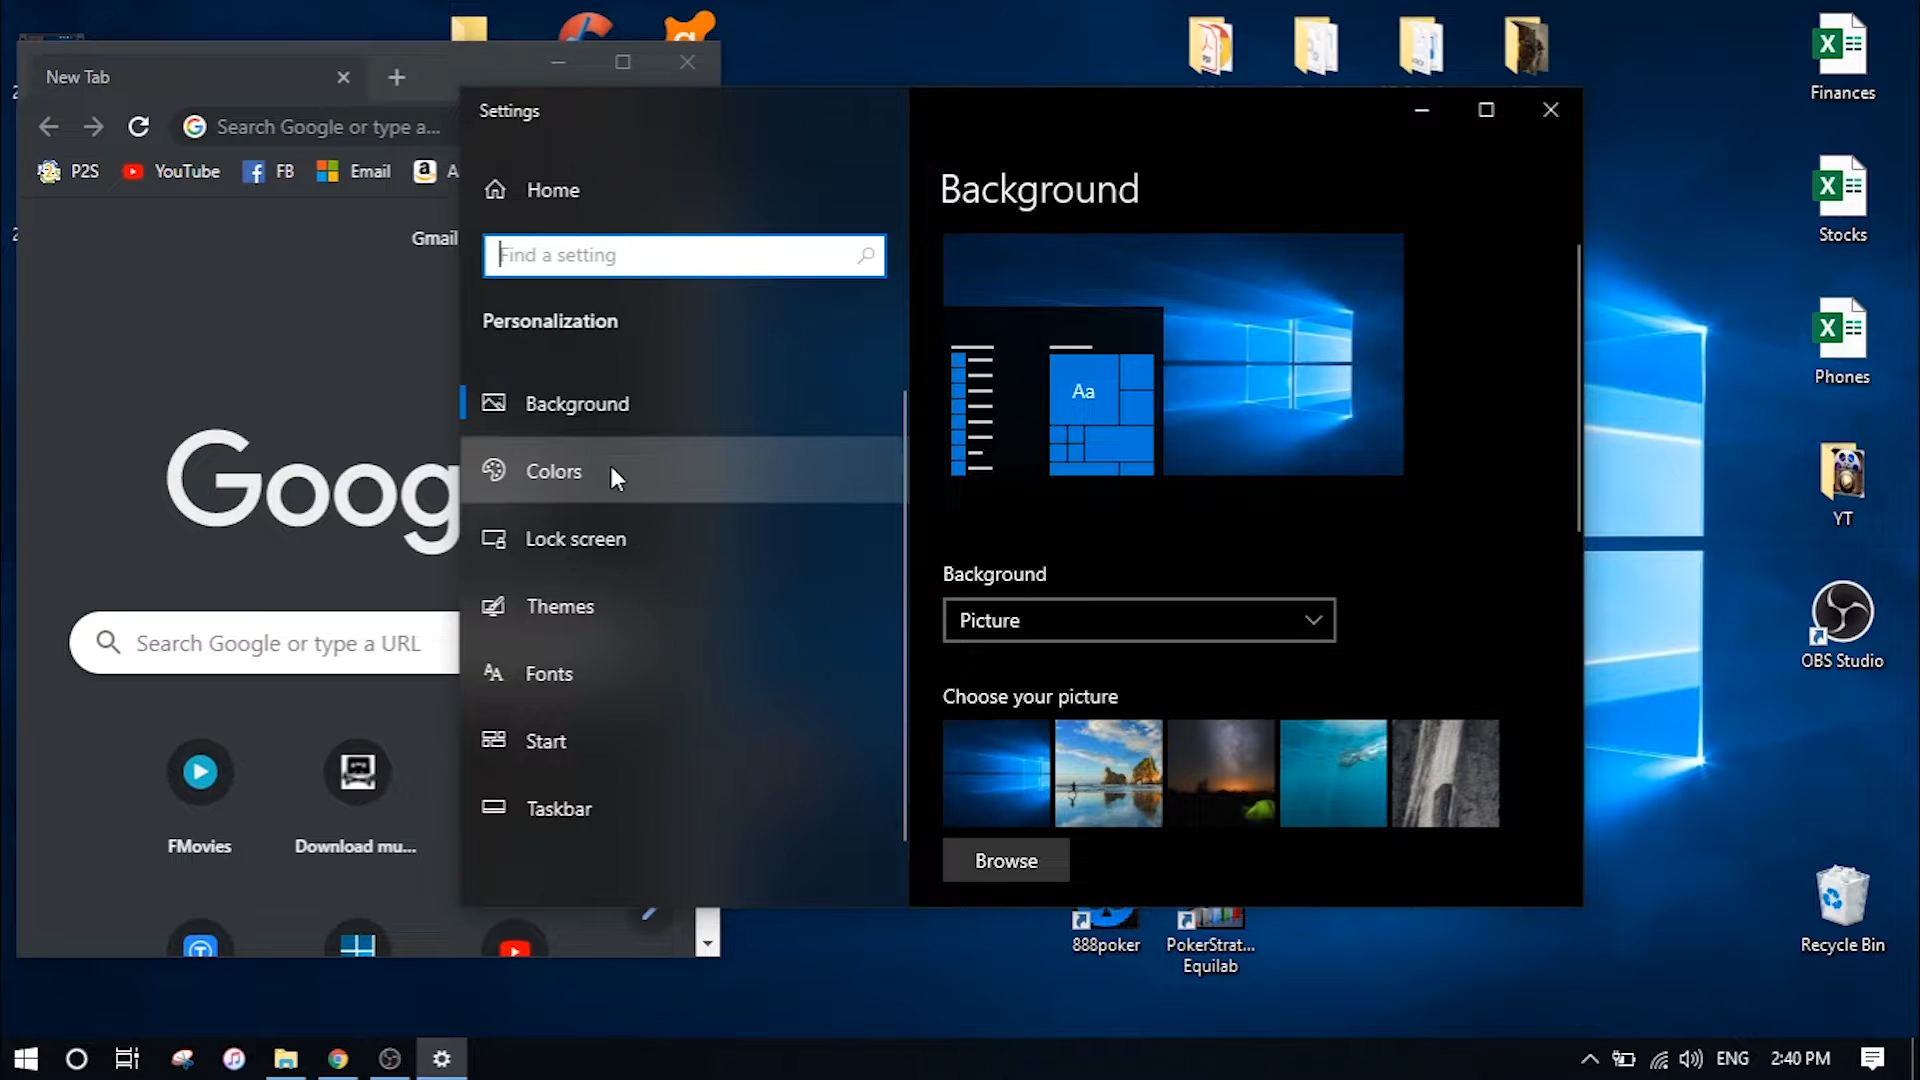 New Tab
Search Google or type a...
P2S
YouTube
FB
Email
A
Gmail
Goog
Search Google or type a URL
FMovies
Download mu...
Settings
Home
Find a setting
Personalization
Background
Colors
Lock screen
Themes
Fonts
Start
Taskbar
Background
Aa
Background
Picture
Choose your picture
Browse
Finances
Stocks
Phones
YT
OBS Studio
Recycle Bin
888poker
PokerStrat...
Equilab
ENG
2:40 PM